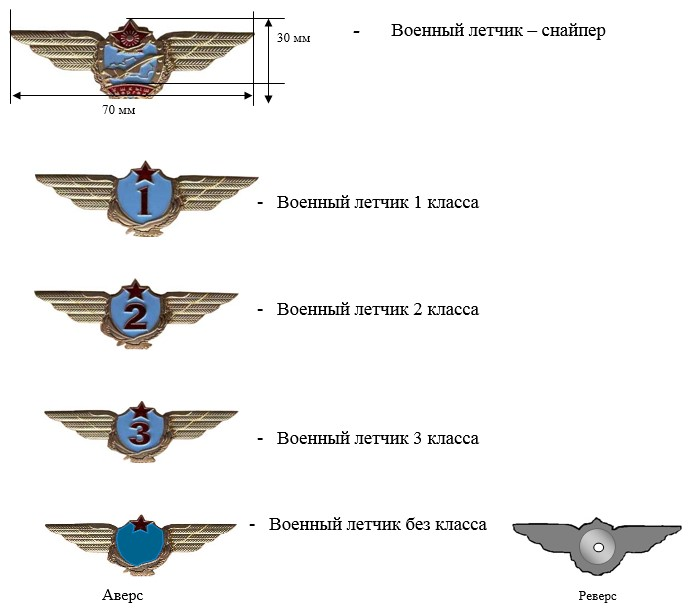 30 мм
- Военный летчик – снайпер
70 мм
1
- Военный летчик 1 класса
2
- Военный летчик 2 класса
3
- Военный летчик 3 класса
- Военный летчик без класса
Аверс
Реверс